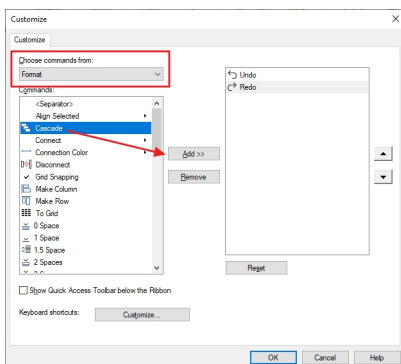 Customize
Customize
Choose commands from:
Format
Commands:
<Separator>
Align Selected
Cascade
Connect
Connection Color
Disconnect
Grid Snapping
Make Column
Make Row
To Grid
0 Space
1 Space
1.5 Space
2 Spaces
Add >>
Remove
Undo
Redo
Reset
Show Quick Access Toolbar below the Ribbon
Keyboard shortcuts:
Customize...
OK
Cancel
Help